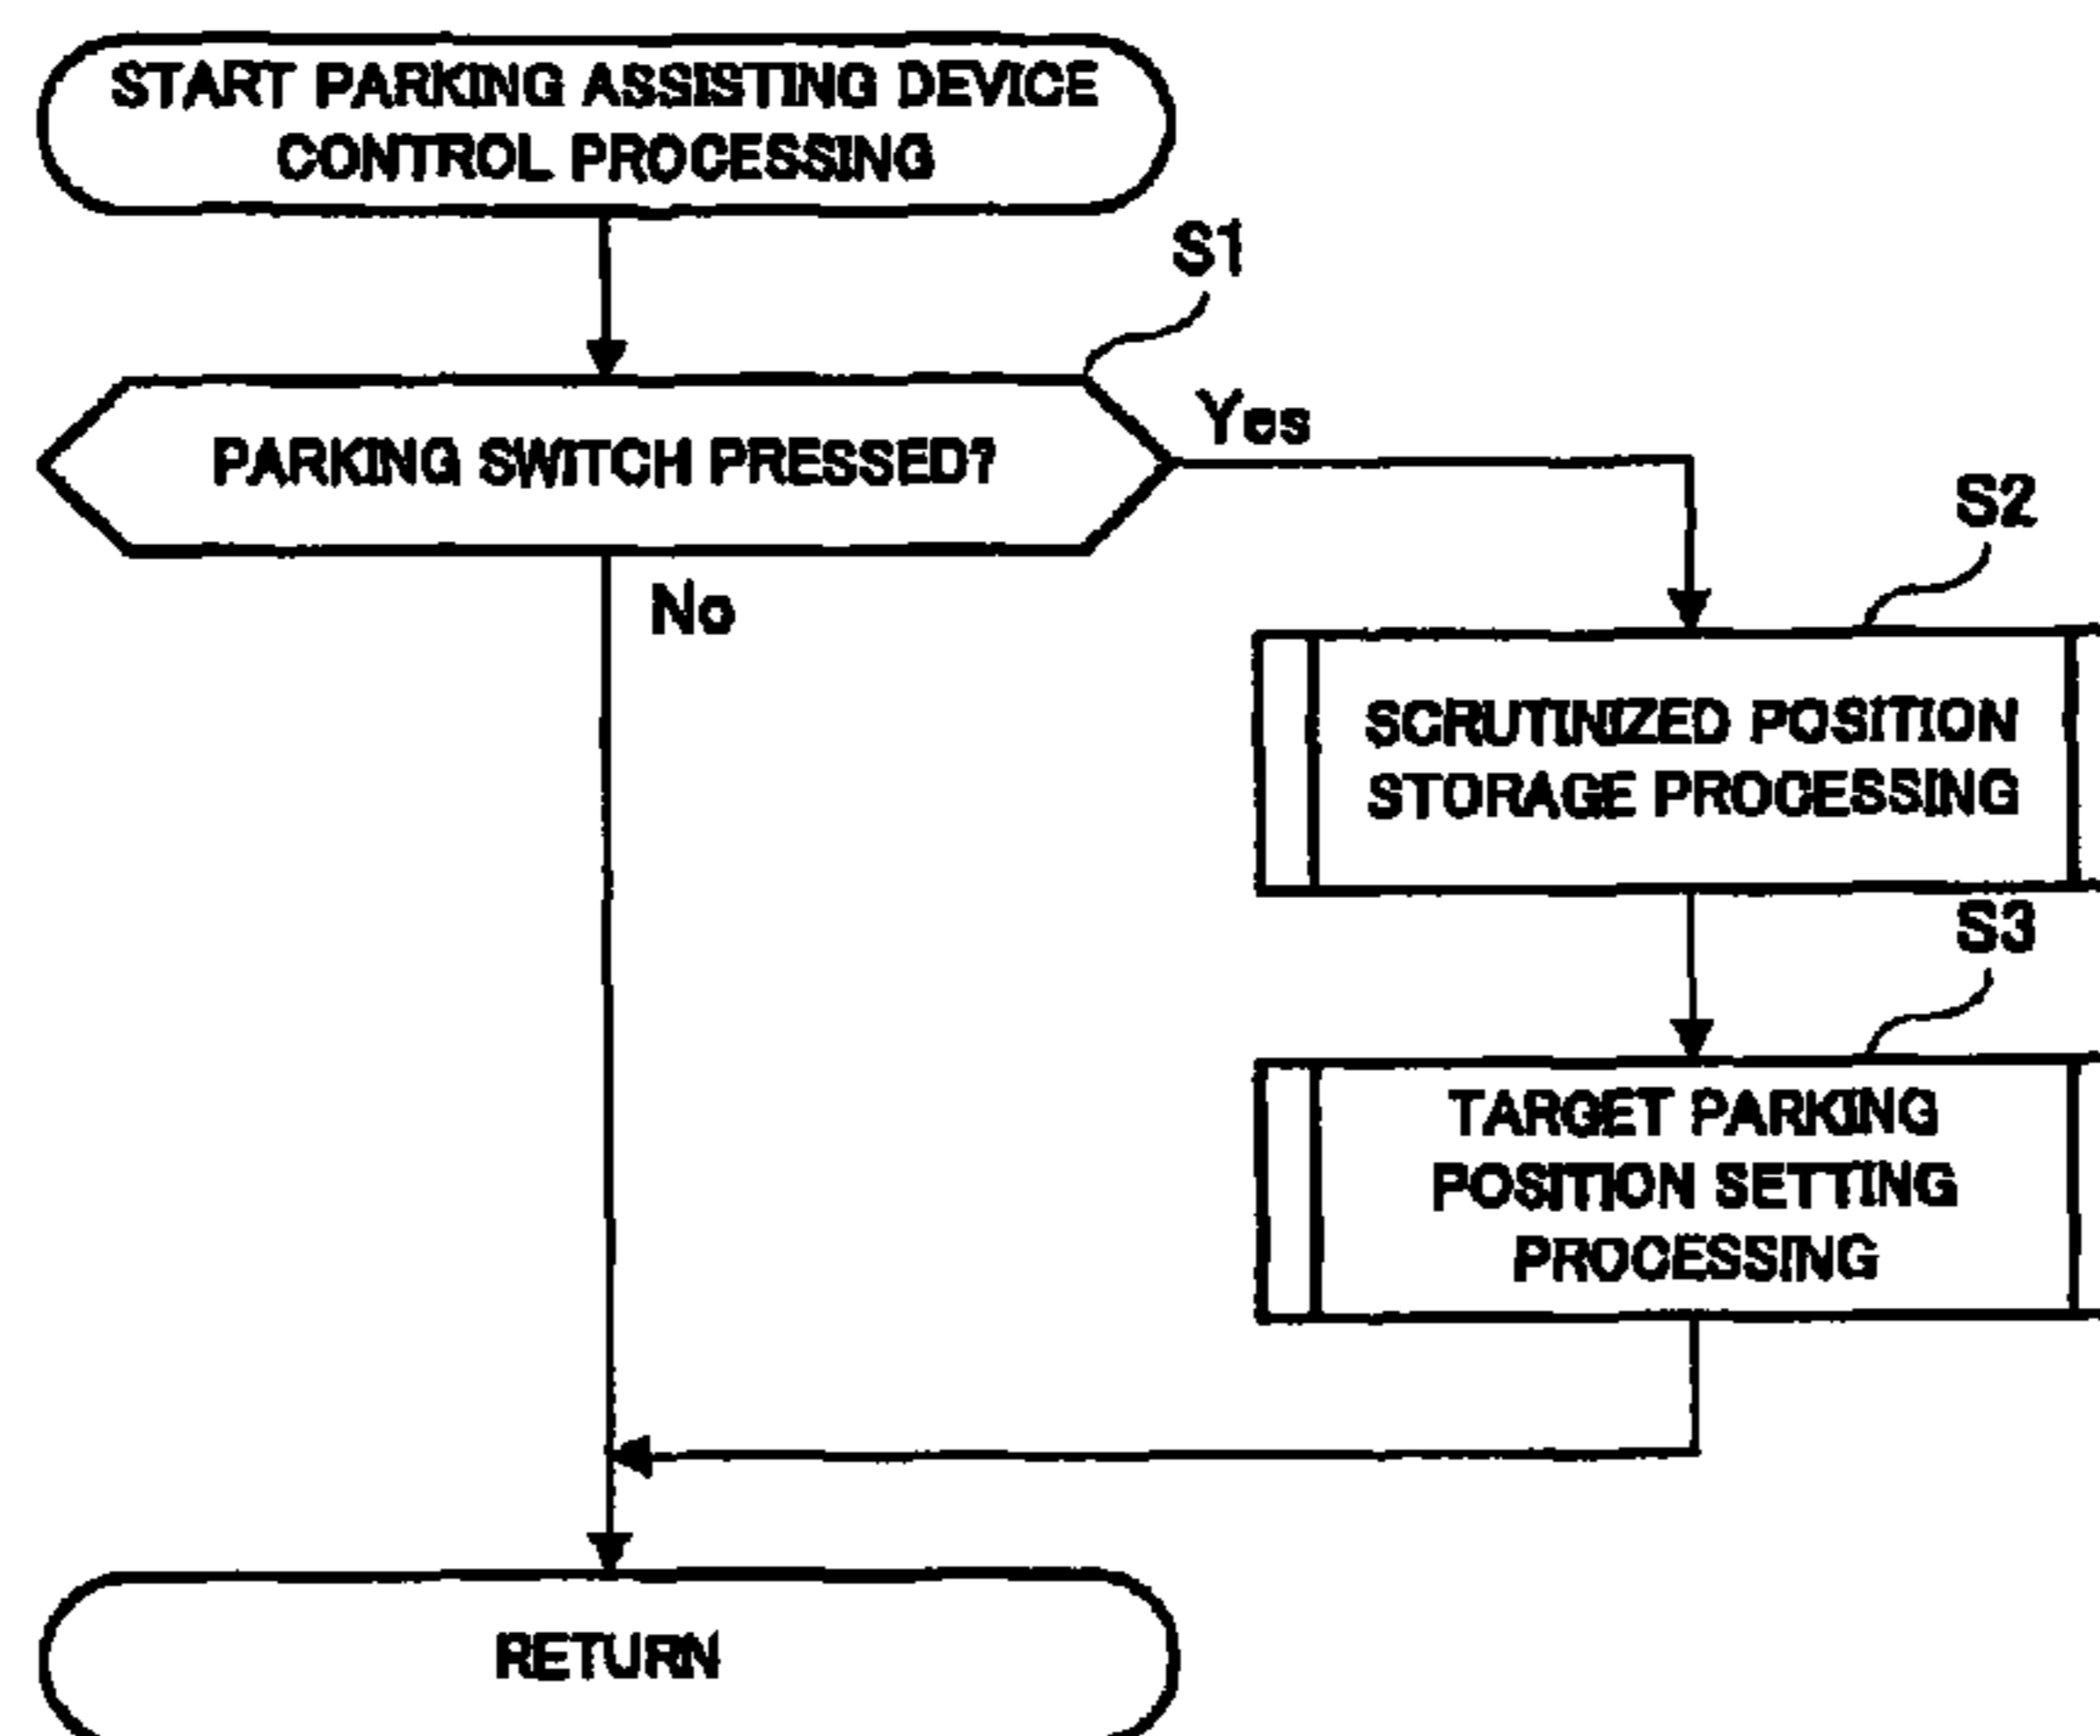 START PARKING ASSISTING DEVICE
CONTROL PROCESSING
S1
PARKING SWITCH PRESSED?
Yes
No
S2
SCRUTINIZED POSITION
STORAGE PROCESSING
S3
TARGET PARKING
POSITION SETTING
PROCESSING
RETURN